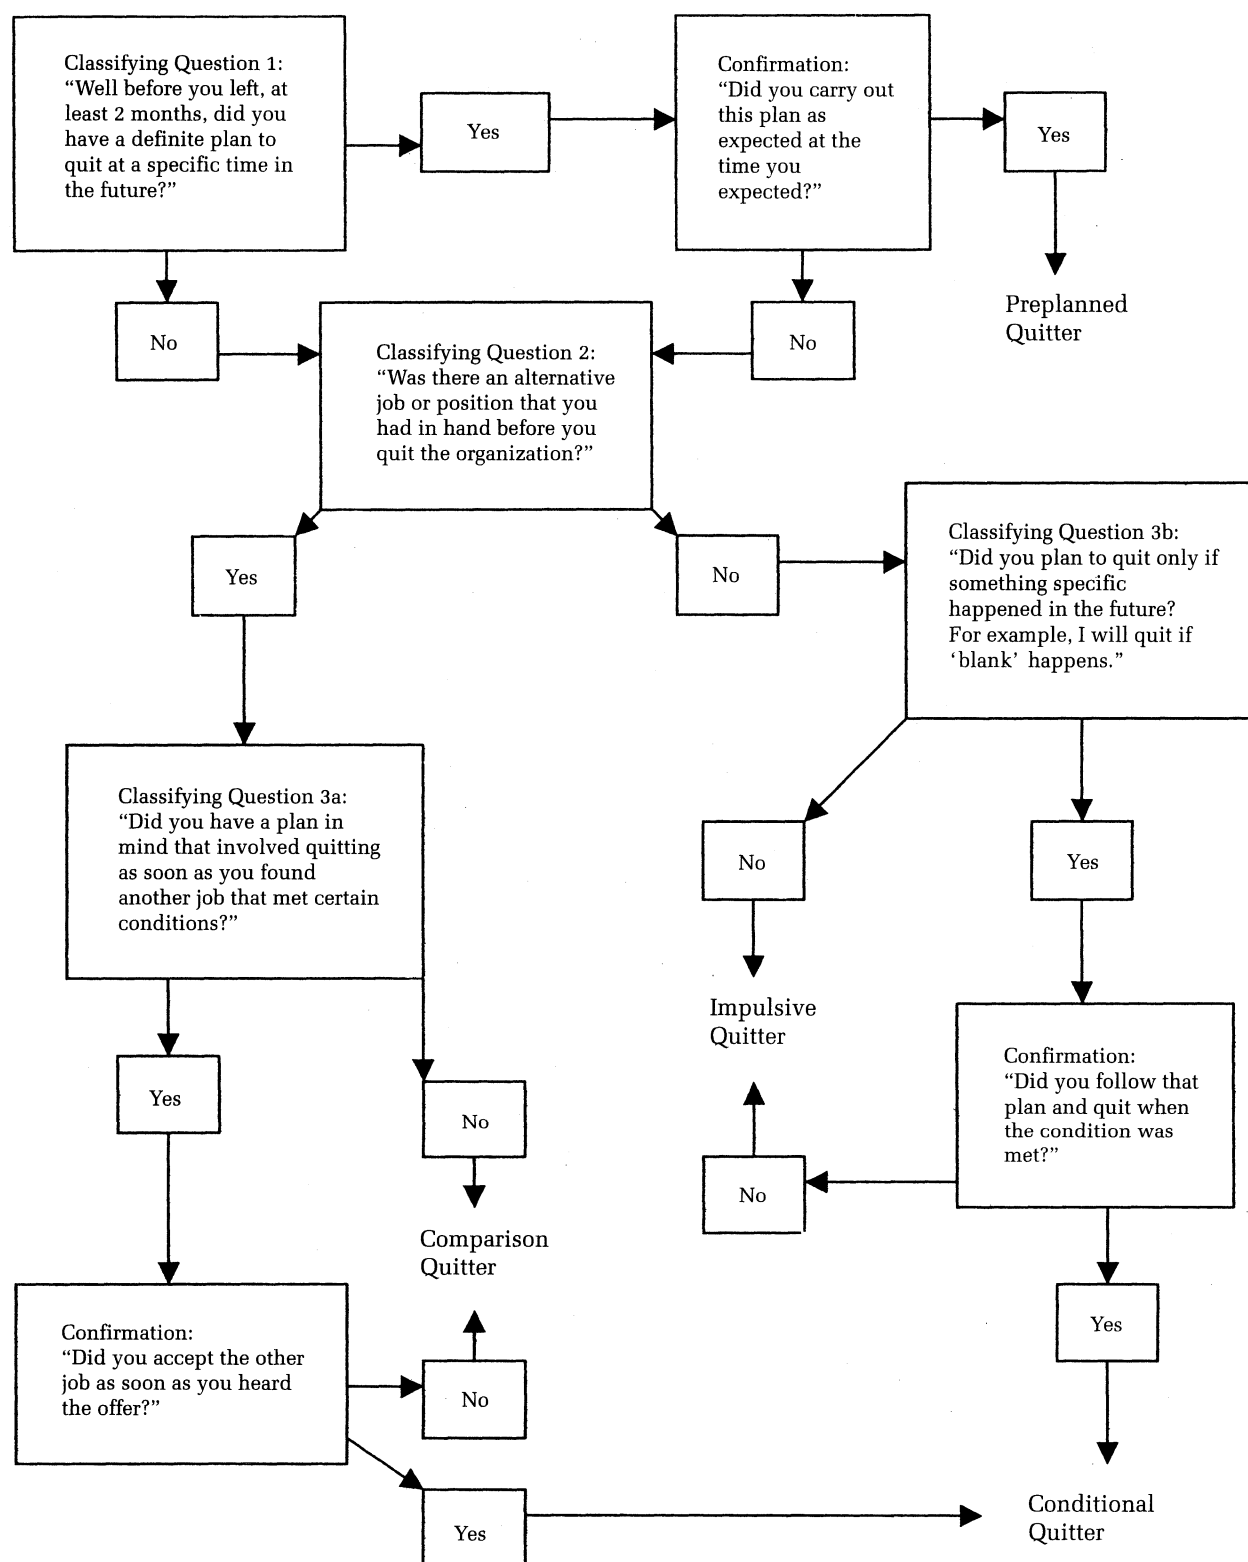 Classifying Question 1:
“Well before you left, at
least 2 months, did you
have a definite plan to
quit at a specific time in
the future?”
Yes
Confirmation:
“Did you carry out
this plan as
expected at the
time you
expected?”
Yes
Preplanned
Quitter
No
Classifying Question 2:
“Was there an alternative
job or position that you
had in hand before you
quit the organization?”
No
Yes
No
Classifying Question 3b:
“Did you plan to quit only if
something specific
happened in the future?
For example, I will quit if
‘blank’ happens.”
Classifying Question 3a:
“Did you have a plan in
mind that involved quitting
as soon as you found
another job that met certain
conditions?”
No
Yes
Impulsive
Quitter
Confirmation:
“Did you follow that
plan and quit when
the condition was
met?”
Yes
No
No
Comparison
Quitter
Yes
Confirmation:
“Did you accept the other
job as soon as you heard
the offer?”
No
Yes
Conditional
Quitter